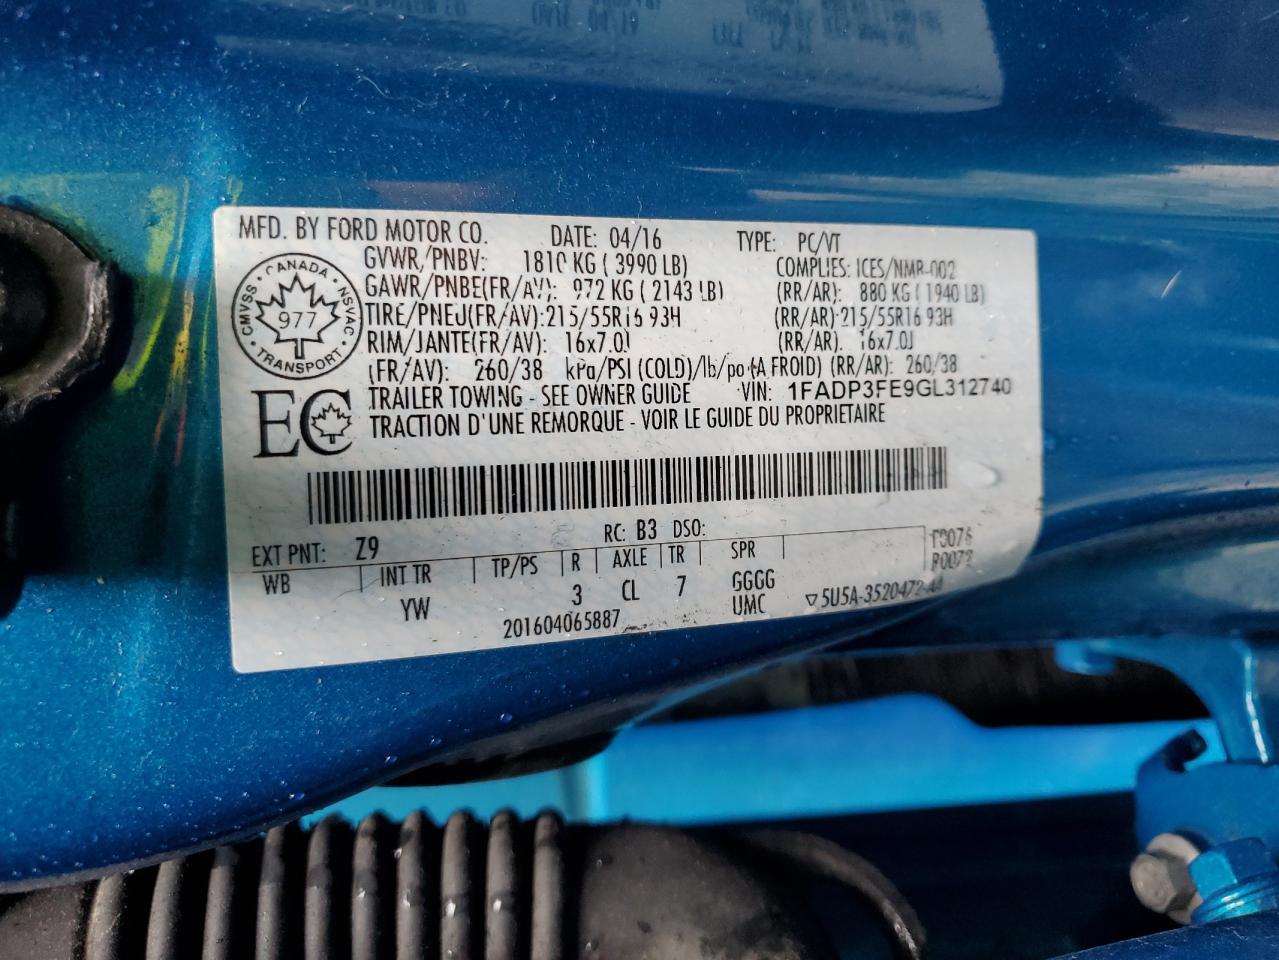 MFD. BY FORD MOTOR CO. DATE: 04/16 TYPE: PC/VT
GVWR/PNBV: 1810 KG ( 3990 LB) COMPLIES: ICES/NMB-002
GAWR/PNBE(FR/AV): 972 KG ( 2143 LB) (RR/AR): 880 KG ( 1940 LB)
TIRE/PNEU(FR/AV): 215/55R16 93H (RR/AR): 215/55R16 93H
RIM/JANTE(FR/AV): 16x7.0J (RR/AR): 16x7.0J
(FR/AV): 260/38 kPa/PSI (COLD)/lb/po (A FROID) (RR/AR): 260/38
TRAILER TOWING - SEE OWNER GUIDE VIN: 1FADP3FE9GL312740
TRACTION D'UNE REMORQUE - VOIR LE GUIDE DU PROPRIETAIRE
CANADA
CMVSS · NSVAC
977
TRANSPORT
EC
EXT PNT: Z9 RC: B3 DSO:
WB INT TR TP/PS R AXLE TR SPR
YW 3 CL 7 GGGG
UMC
201604065887
▽5U5A-3520472-